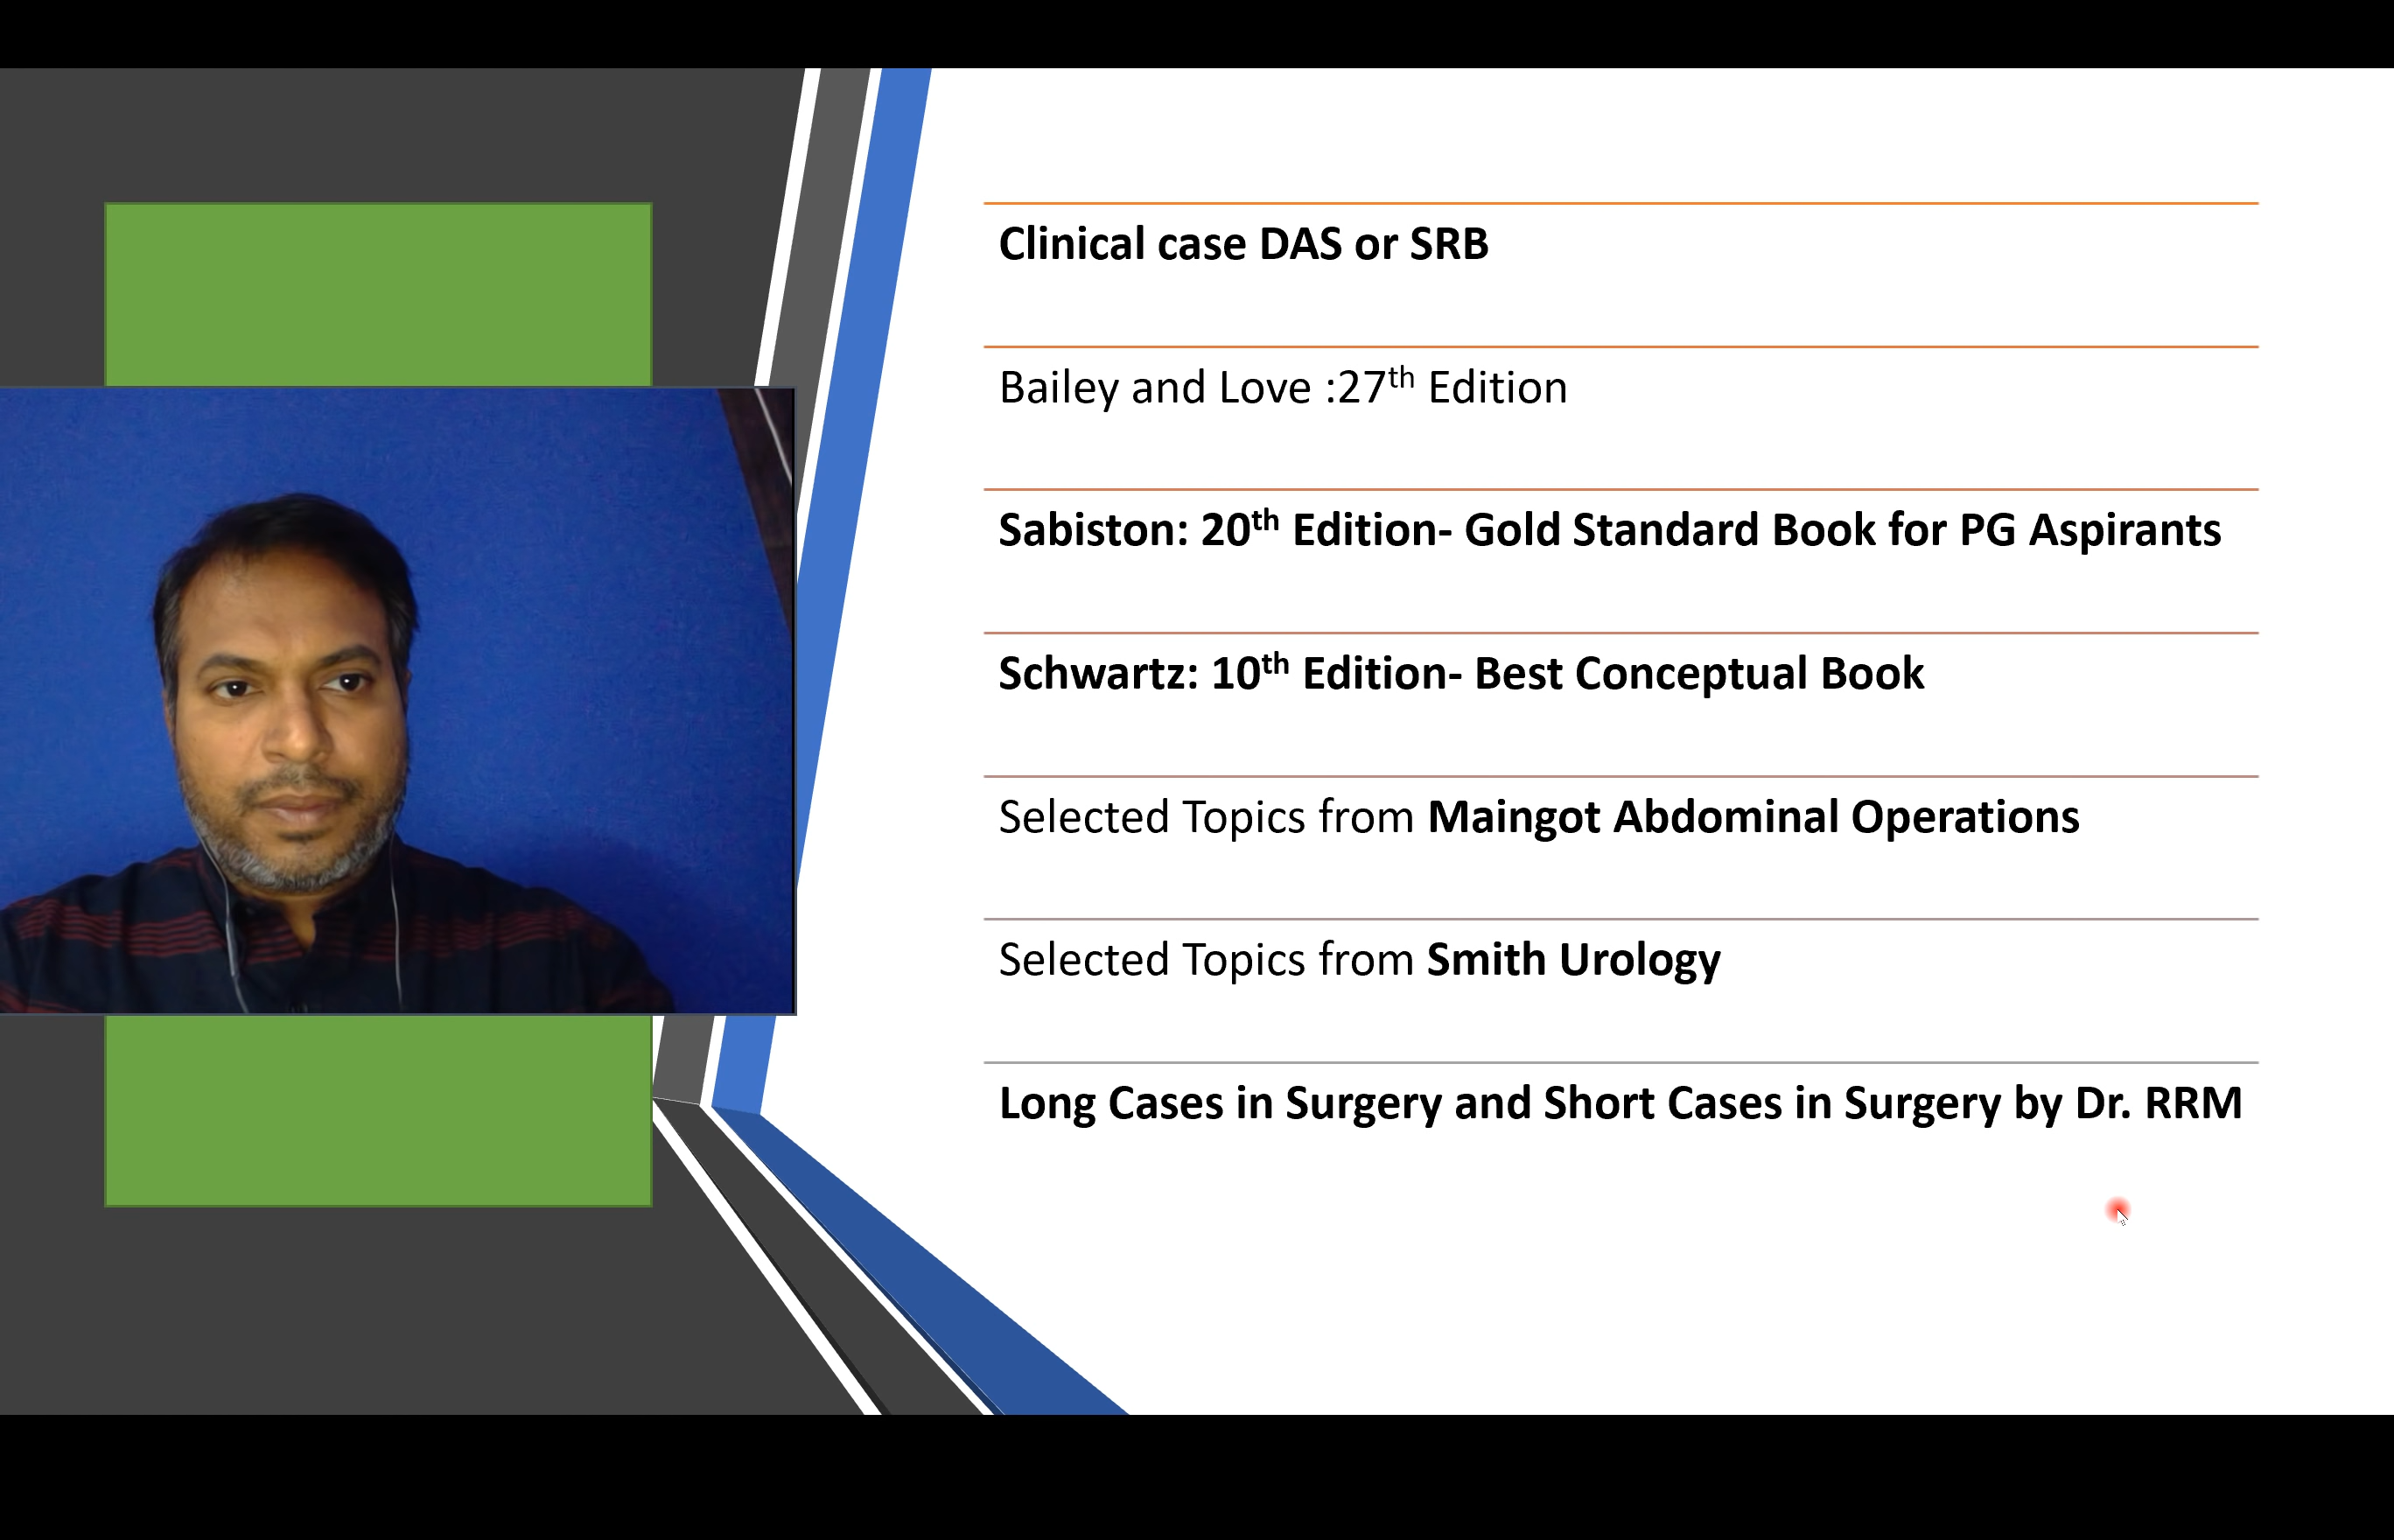 Clinical case DAS or SRB
Bailey and Love :27th Edition
Sabiston: 20th Edition- Gold Standard Book for PG Aspirants
Schwartz: 10th Edition- Best Conceptual Book
Selected Topics from Maingot Abdominal Operations
Selected Topics from Smith Urology
Long Cases in Surgery and Short Cases in Surgery by Dr. RRM